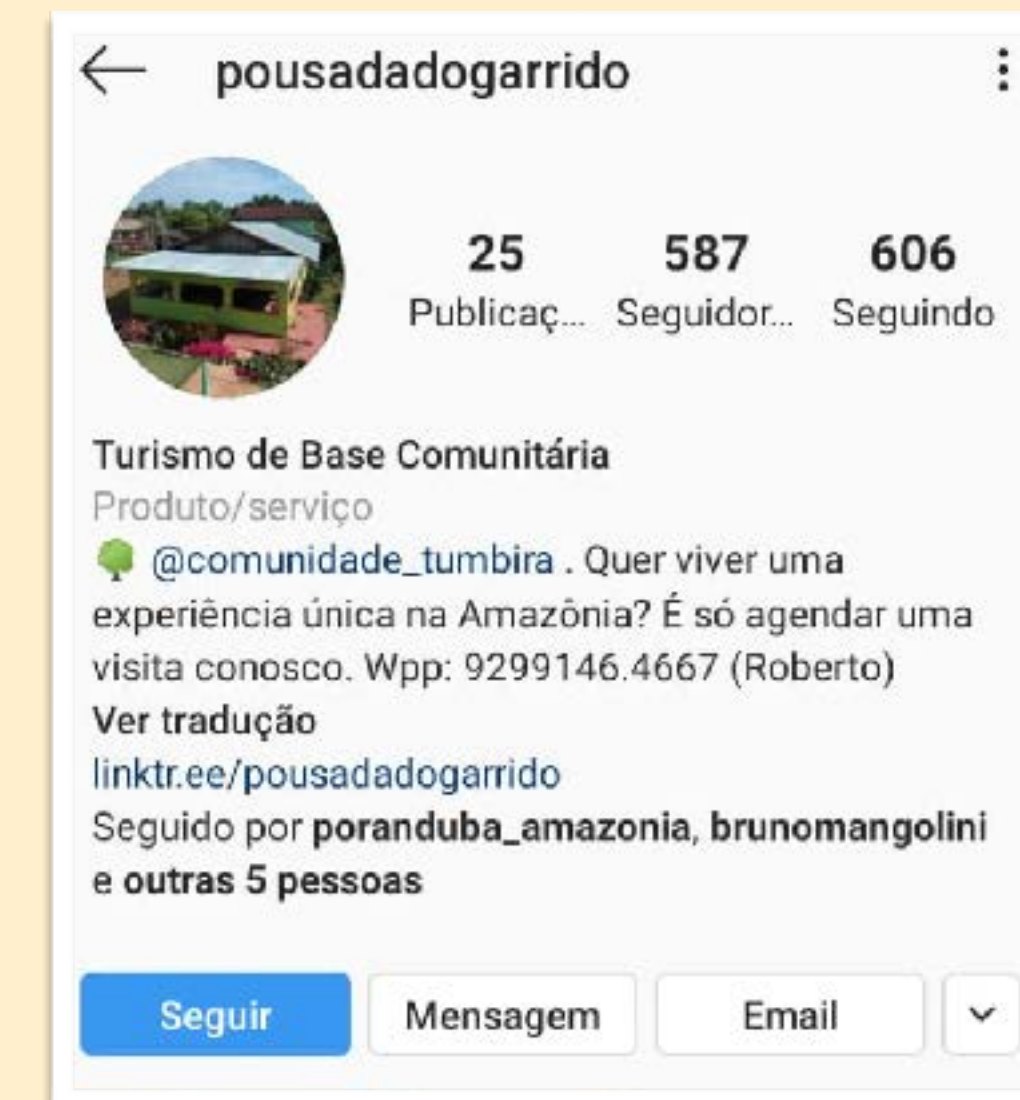 pousadadogarrido
25 587 606
Publicaç... Seguidor... Seguindo
Turismo de Base Comunitária
Produto/serviço
@comunidade_tumbira . Quer viver uma
experiência única na Amazônia? É só agendar uma
visita conosco. Wpp: 9299146.4667 (Roberto)
Ver tradução
linktr.ee/pousadadogarrido
Seguido por poranduba_amazonia, brunomangolini
e outras 5 pessoas
Seguir Mensagem Email